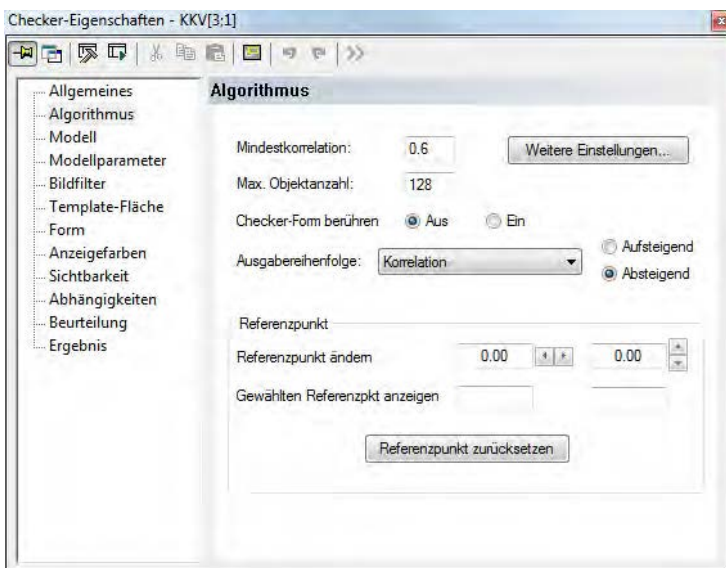 Checker-Eigenschaften - KKV[3;1]
Allgemeines
Algorithmus
Modell
Modellparameter
Bildfilter
Template-Fläche
Form
Anzeigefarben
Sichtbarkeit
Abhängigkeiten
Beurteilung
Ergebnis
Algorithmus
Mindestkorrelation: 0.6 Weitere Einstellungen...
Max. Objektanzahl: 128
Checker-Form berühren Aus Ein
Ausgabereihenfolge: Korrelation Aufsteigend
Absteigend
Referenzpunkt
Referenzpunkt ändern 0.00 0.00
Gewählten Referenzpkt anzeigen
Referenzpunkt zurücksetzen